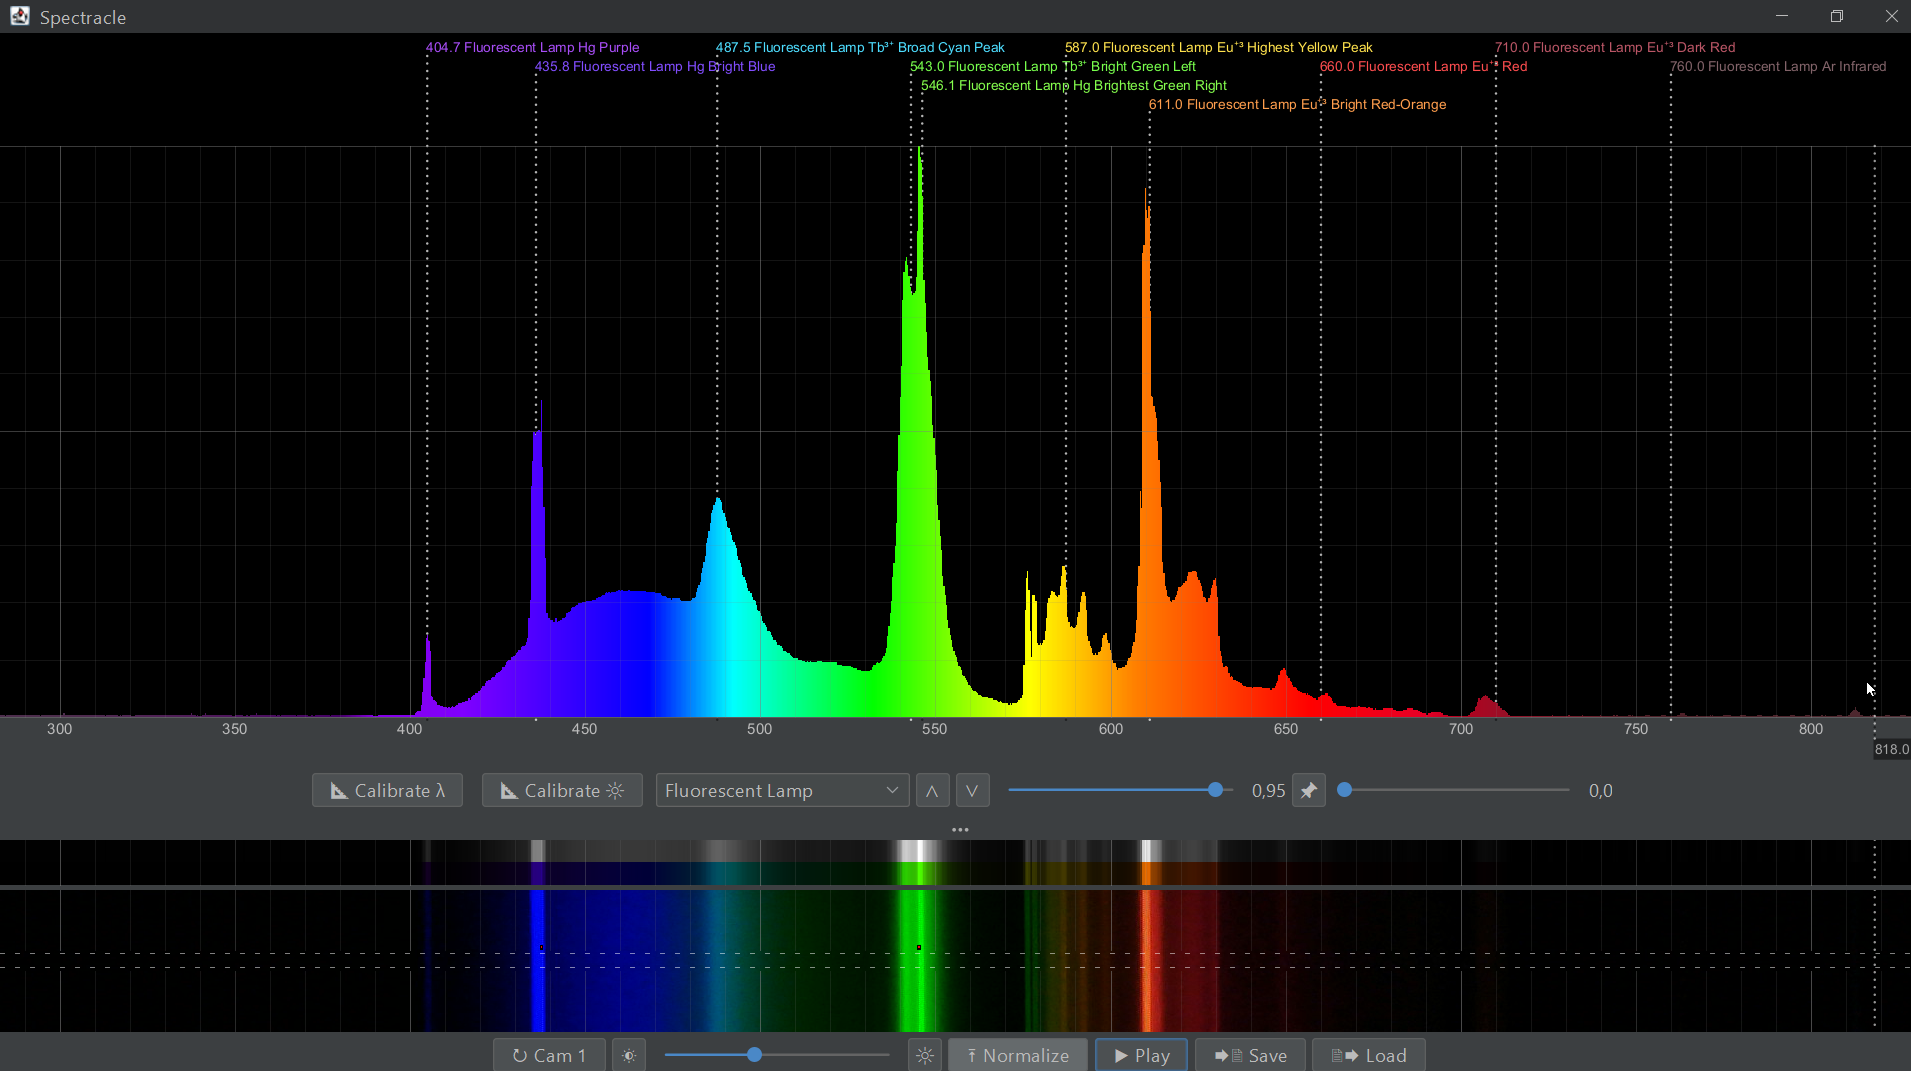 Spectracle
404.7 Fluorescent Lamp Hg Purple 487.5 Fluorescent Lamp Tb³⁺ Broad Cyan Peak 587.0 Fluorescent Lamp Eu⁺³ Highest Yellow Peak 710.0 Fluorescent Lamp Eu⁺³ Dark Red
435.8 Fluorescent Lamp Hg Bright Blue 543.0 Fluorescent Lamp Tb³⁺ Bright Green Left 660.0 Fluorescent Lamp Eu⁺³ Red 760.0 Fluorescent Lamp Ar Infrared
546.1 Fluorescent Lamp Hg Brightest Green Right
611.0 Fluorescent Lamp Eu⁺³ Bright Red-Orange
300 350 400 450 500 550 600 650 700 750 800
818.0
Calibrate λ Calibrate Fluorescent Lamp 0,95 0,0
Cam 1 Normalize Play Save Load